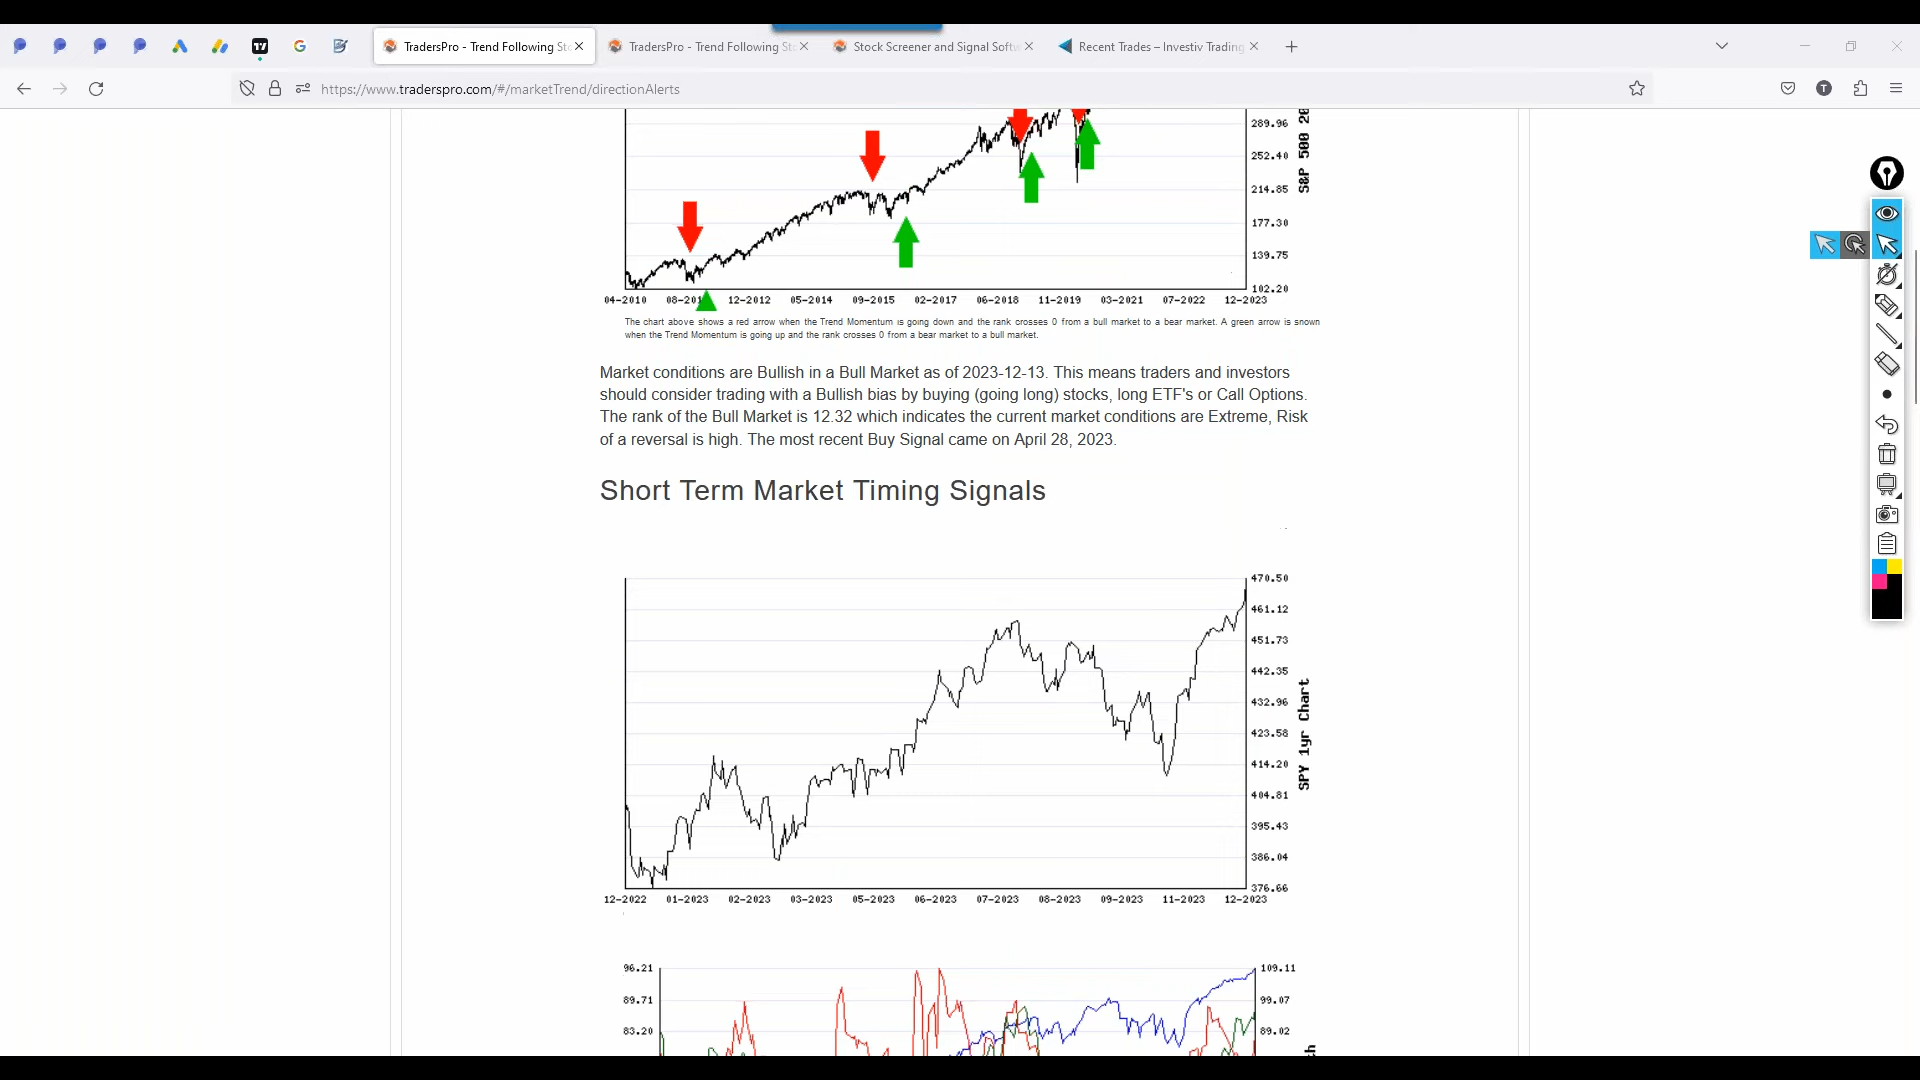 TradersPro - Trend Following Sto
TradersPro - Trend Following Sto
Stock Screener and Signal Softw
Recent Trades – Investiv Trading
https://www.traderspro.com/#/marketTrend/directionAlerts
T
289.96
252.40
214.85
177.30
139.75
102.20
S&P 500 20
04-2010 08-201 12-2012 05-2014 09-2015 02-2017 06-2018 11-2019 03-2021 07-2022 12-2023
The chart above shows a red arrow when the Trend Momentum is going down and the rank crosses 0 from a bull market to a bear market. A green arrow is snown
when the Trend Momentum is going up and the rank crosses 0 from a bear market to a bull market.
Market conditions are Bullish in a Bull Market as of 2023-12-13. This means traders and investors
should consider trading with a Bullish bias by buying (going long) stocks, long ETF's or Call Options.
The rank of the Bull Market is 12.32 which indicates the current market conditions are Extreme, Risk
of a reversal is high. The most recent Buy Signal came on April 28, 2023.
Short Term Market Timing Signals
470.50
461.12
451.73
442.35
432.96
423.58
414.20
404.81
395.43
386.04
376.66
SPY 1yr Chart
12-2022 01-2023 02-2023 03-2023 05-2023 06-2023 07-2023 08-2023 09-2023 11-2023 12-2023
96.21 109.11
89.71 99.07
83.20 89.02